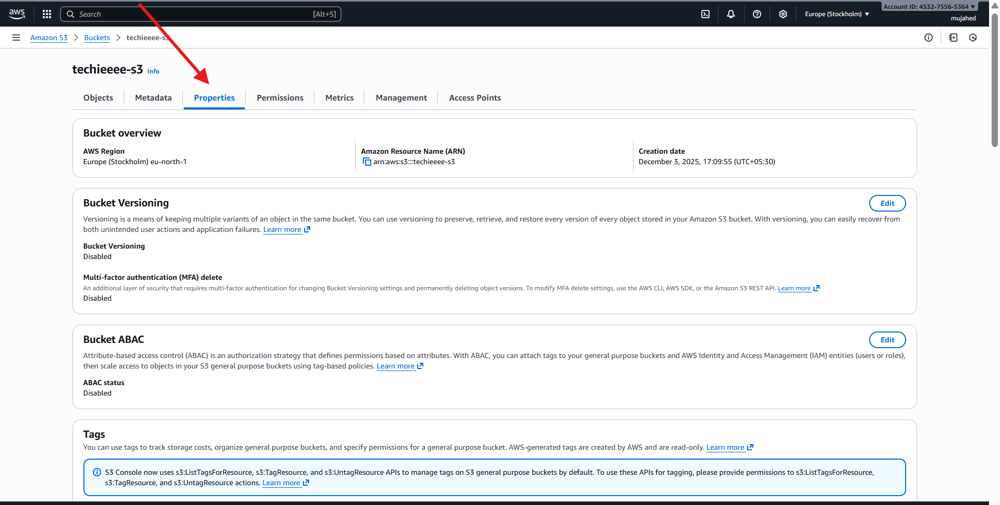 aws
Search
[Alt+S]
Europe (Stockholm)
Account ID: 4532-7556-5364
mujahed
Amazon S3
Buckets
techieeee-s3
techieeee-s3 Info
Objects
Metadata
Properties
Permissions
Metrics
Management
Access Points
Bucket overview
AWS Region
Europe (Stockholm) eu-north-1
Amazon Resource Name (ARN)
arn:aws:s3:::techieeee-s3
Creation date
December 3, 2025, 17:09:55 (UTC+05:30)
Bucket Versioning
Edit
Versioning is a means of keeping multiple variants of an object in the same bucket. You can use versioning to preserve, retrieve, and restore every version of every object stored in your Amazon S3 bucket. With versioning, you can easily recover from
both unintended user actions and application failures. Learn more
Bucket Versioning
Disabled
Multi-factor authentication (MFA) delete
An additional layer of security that requires multi-factor authentication for changing Bucket Versioning settings and permanently deleting object versions. To modify MFA delete settings, use the AWS CLI, AWS SDK, or the Amazon S3 REST API. Learn more
Disabled
Bucket ABAC
Edit
Attribute-based access control (ABAC) is an authorization strategy that defines permissions based on attributes. With ABAC, you can attach tags to your general purpose buckets and AWS Identity and Access Management (IAM) entities (users or roles),
then scale access to objects in your S3 general purpose buckets using tag-based policies. Learn more
ABAC status
Disabled
Tags
You can use tags to track storage costs, organize general purpose buckets, and specify permissions for a general purpose bucket. AWS-generated tags are created by AWS and are read-only. Learn more
S3 Console now uses s3:ListTagsForResource, s3:TagResource, and s3:UntagResource APIs to manage tags on S3 general purpose buckets by default. To use these APIs for tagging, please provide permissions to s3:ListTagsForResource,
s3:TagResource, and s3:UntagResource actions. Learn more